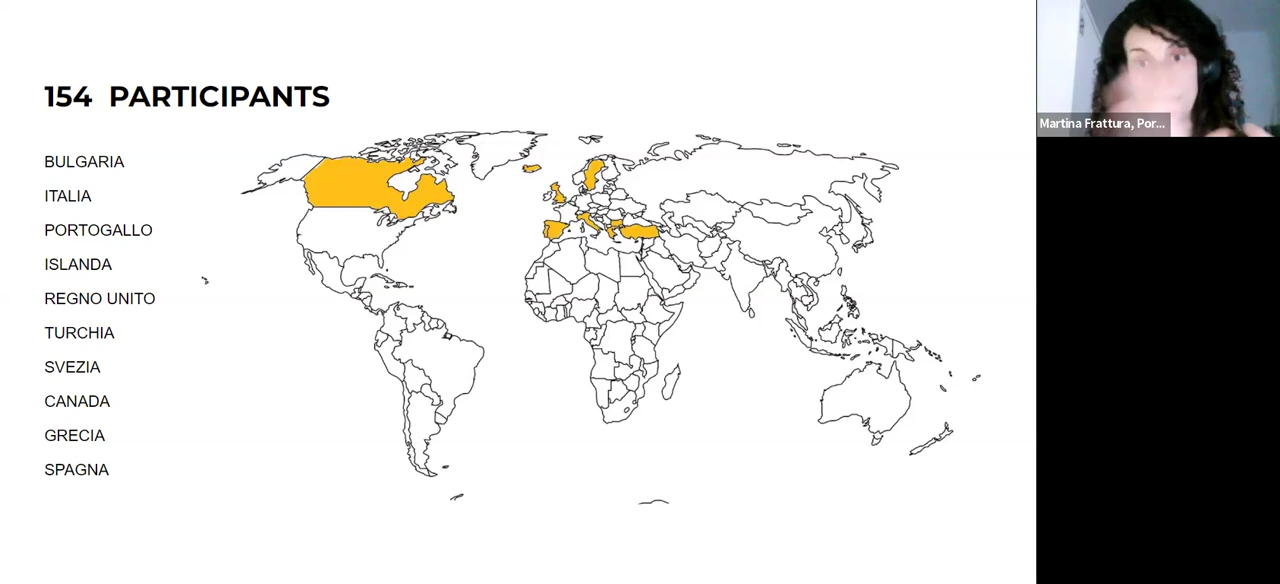 154 PARTICIPANTS
BULGARIA
ITALIA
PORTOGALLO
ISLANDA
REGNO UNITO
TURCHIA
SVEZIA
CANADA
GRECIA
SPAGNA
Martina Frattura, Por...